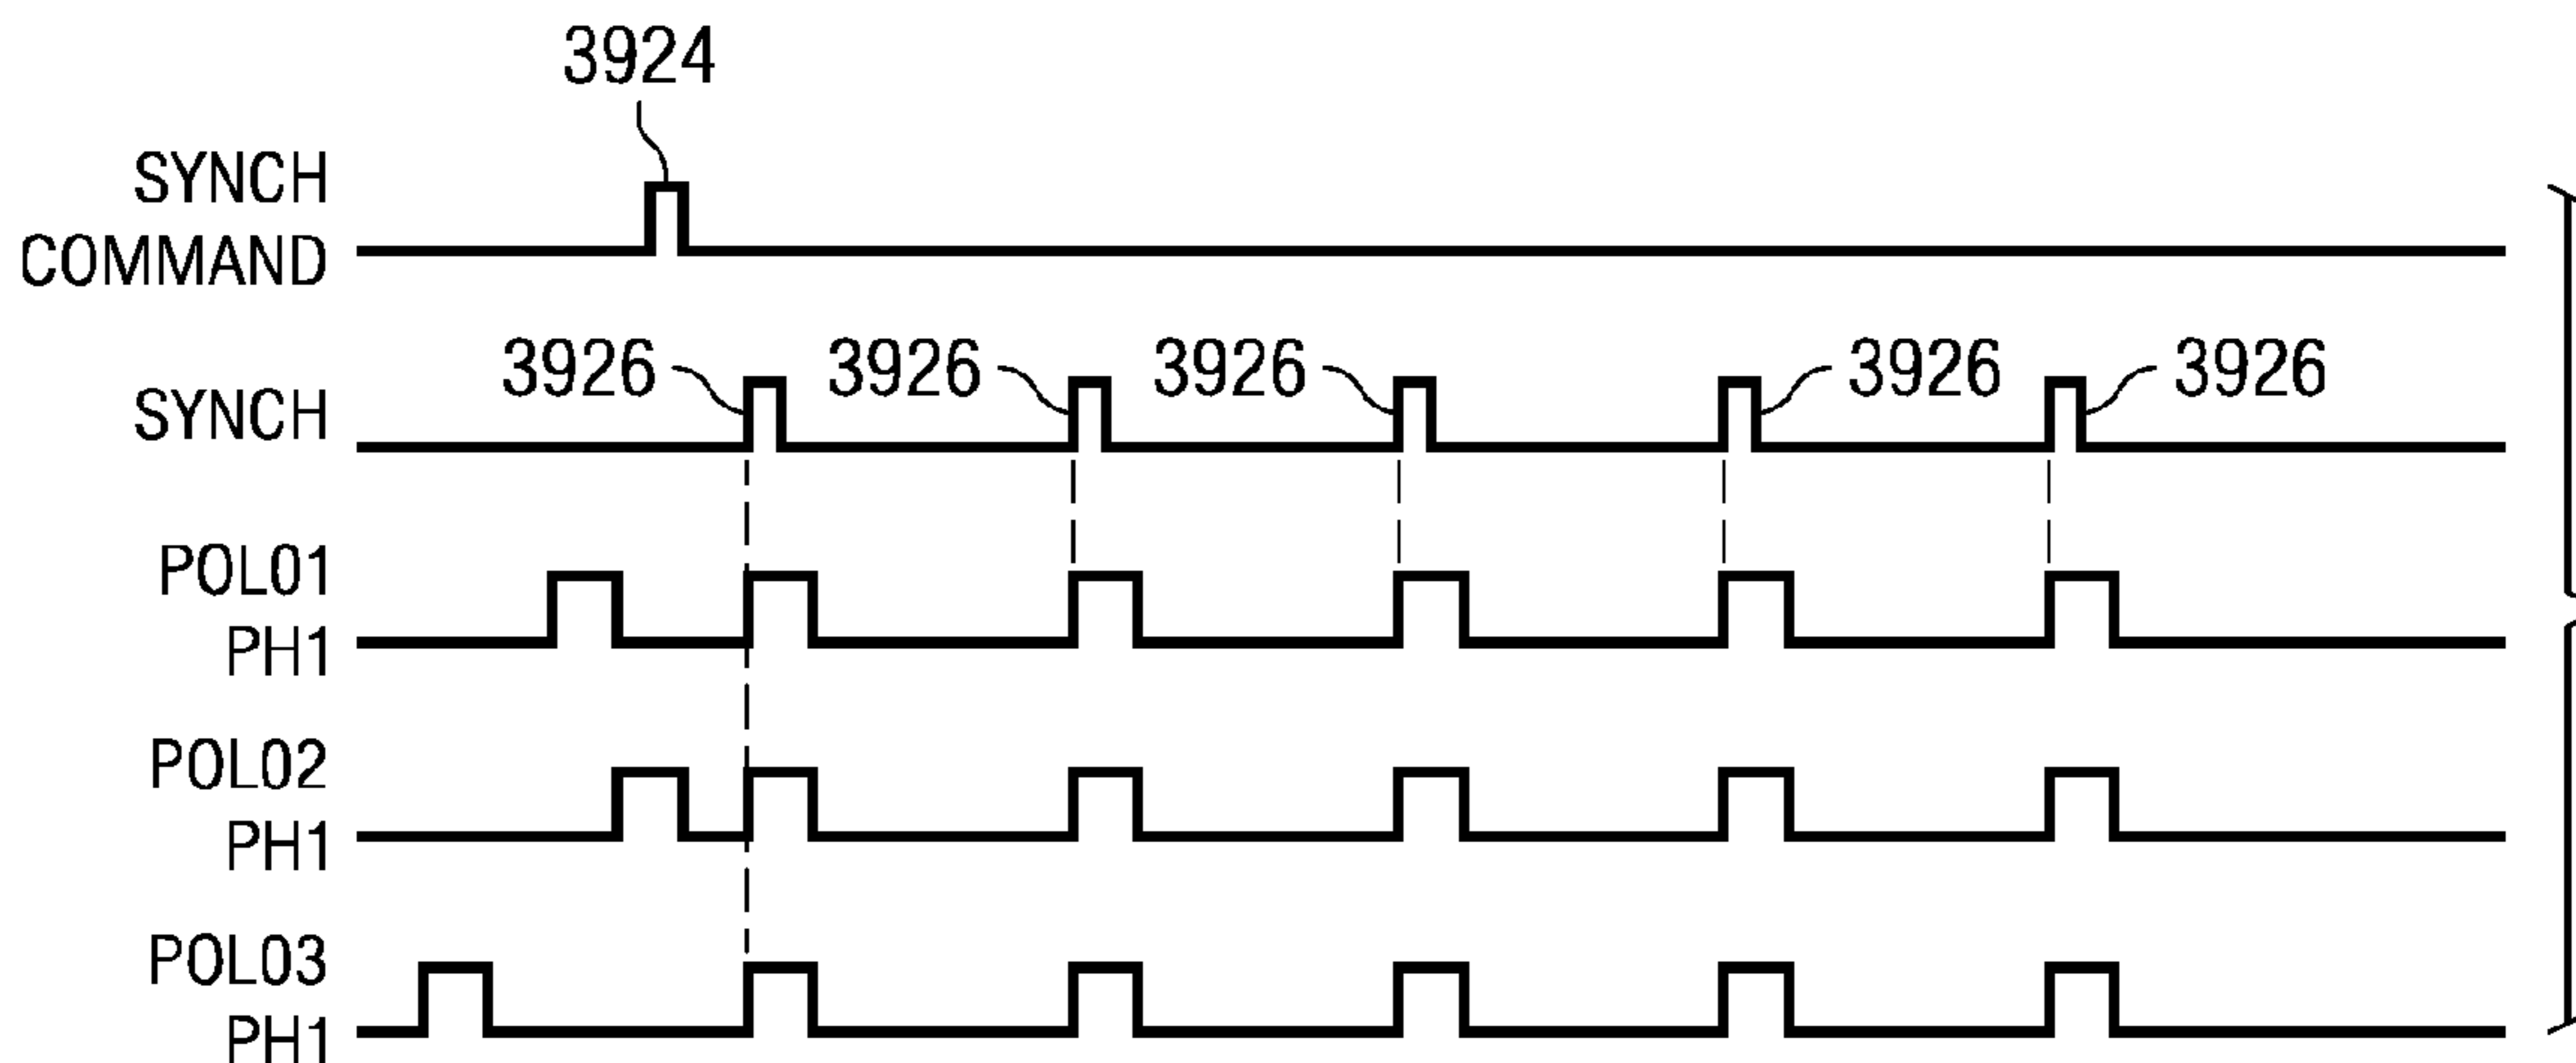 3924
SYNCH
COMMAND
3926 3926 3926 3926 3926
SYNCH
POL01
PH1
POL02
PH1
POL03
PH1